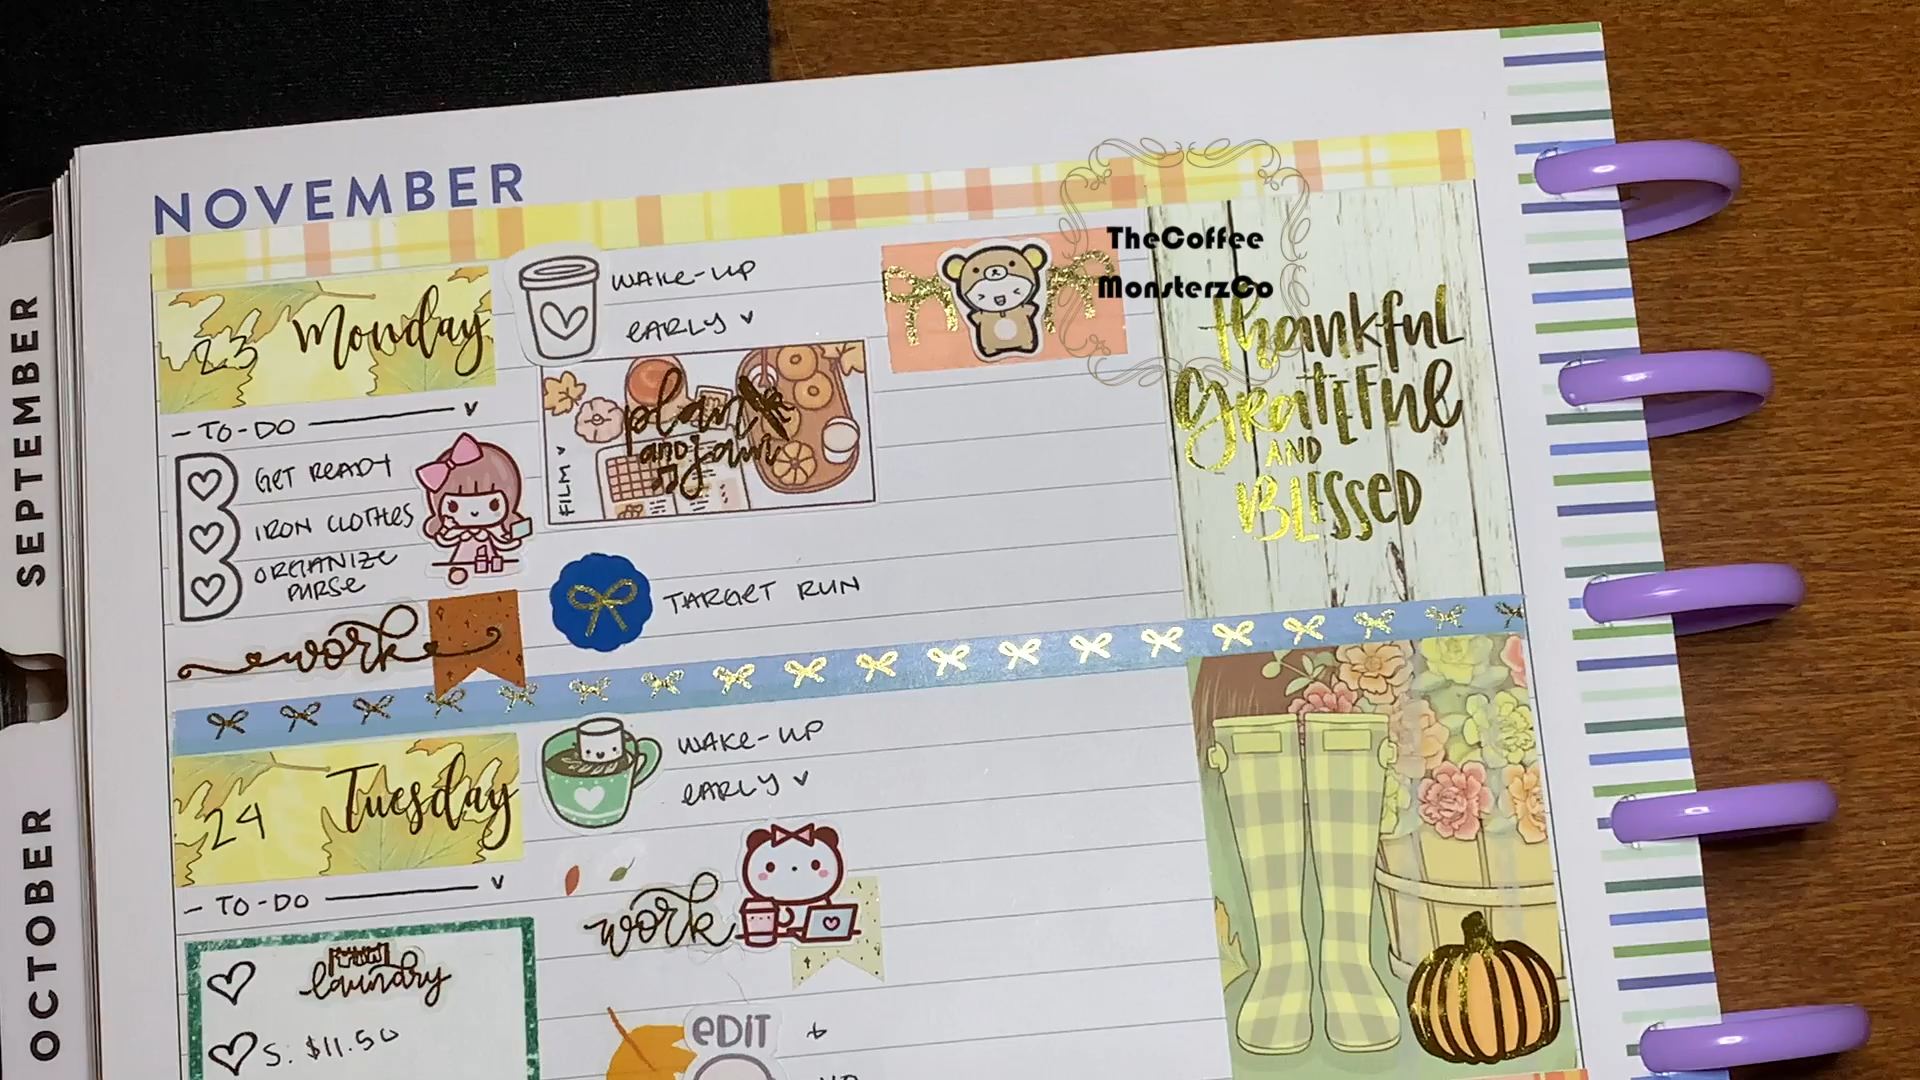 NOVEMBER
SEPTEMBER
OCTOBER
TheCoffee
MonsterzCo
23 Monday
WAKE-UP
EARLY
- TO-DO
GET READY
IRON CLOTHES
ORGANIZE
PURSE
work
FILM
plan
and jam
TARGET RUN
thankful
GRATEFUL
AND
BLESSED
24 Tuesday
WAKE-UP
EARLY
- TO-DO
work
laundry
S: $11.50
EDIT